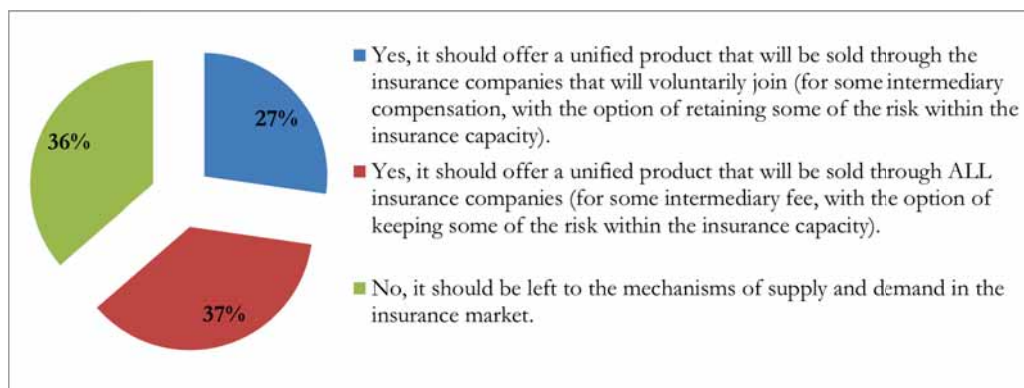 Yes, it should offer a unified product that will be sold through the
insurance companies that will voluntarily join (for some intermediary
compensation, with the option of retaining some of the risk within the
insurance capacity).
27%
36%
Yes, it should offer a unified product that will be sold through ALL
insurance companies (for some intermediary fee, with the option of
keeping some of the risk within the insurance capacity).
37%
No, it should be left to the mechanisms of supply and demand in the
insurance market.